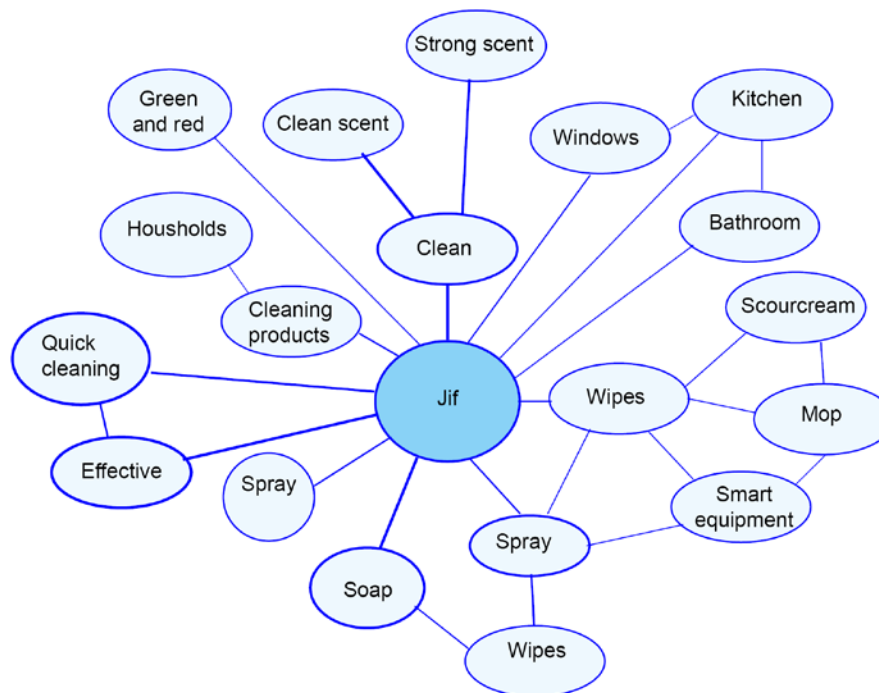 Strong scent
Green
and red
Clean scent
Windows
Kitchen
Housholds
Clean
Bathroom
Cleaning
products
Scourcream
Quick
cleaning
Jif
Wipes
Mop
Effective
Spray
Smart
equipment
Spray
Soap
Wipes